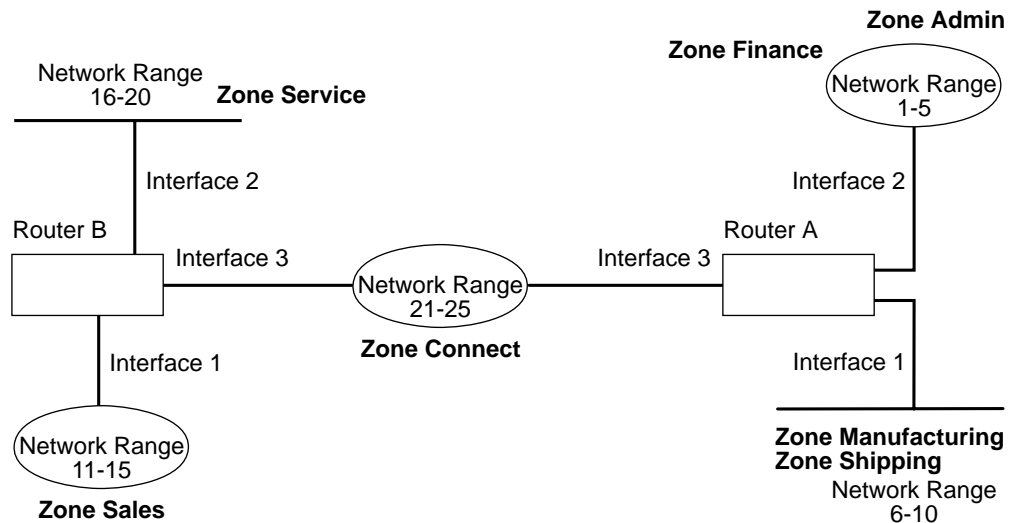 Zone Admin
Zone Finance
Network Range
1-5
Network Range
16-20
Zone Service
Interface 2
Interface 2
Router B
Router A
Interface 3
Interface 3
Network Range
21-25
Zone Connect
Interface 1
Interface 1
Network Range
11-15
Zone Sales
Zone Manufacturing
Zone Shipping
Network Range
6-10